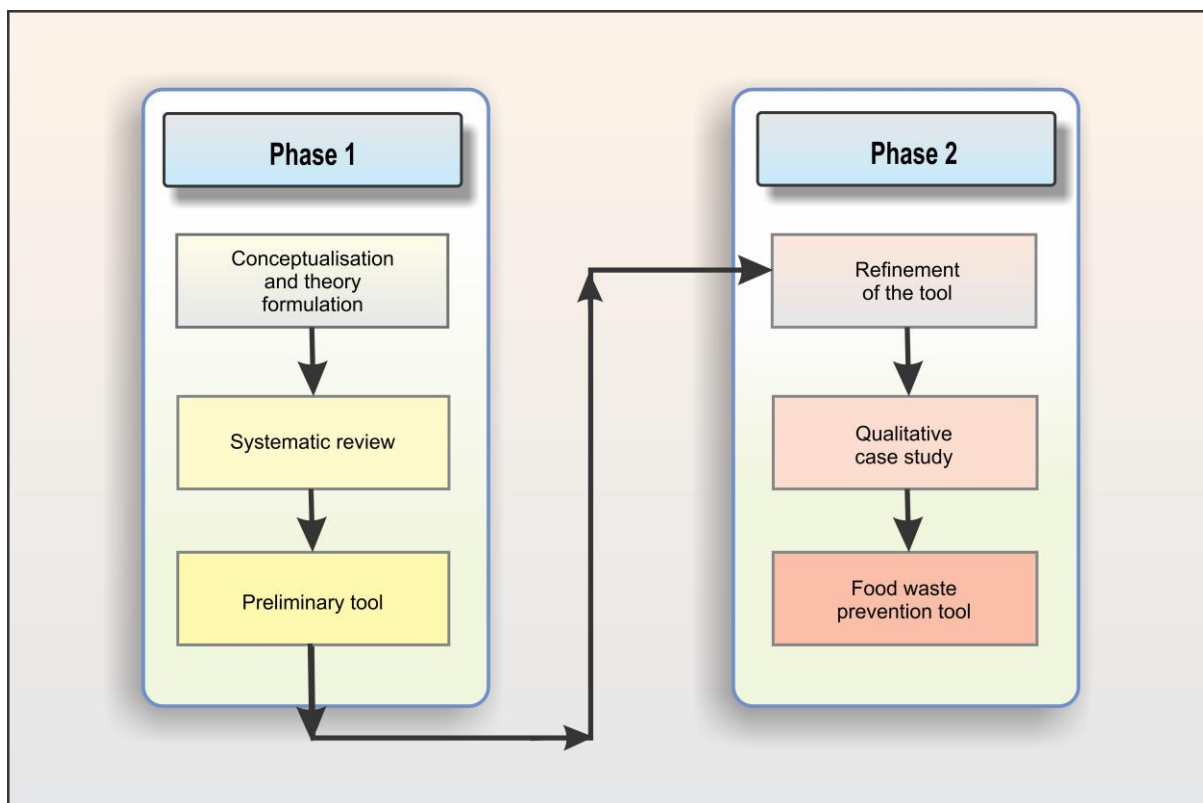 Phase 1
Conceptualisation
and theory
formulation
Systematic review
Preliminary tool
Phase 2
Refinement
of the tool
Qualitative
case study
Food waste
prevention tool